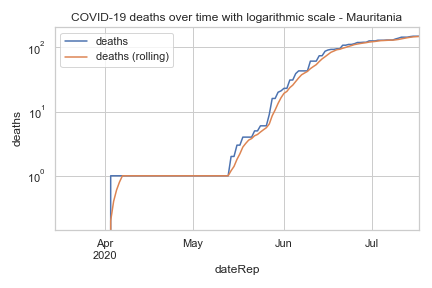 COVID-19 deaths over time with logarithmic scale - Mauritania
deaths
deaths (rolling)
10²
10¹
10⁰
deaths
Apr
2020
May
Jun
Jul
dateRep